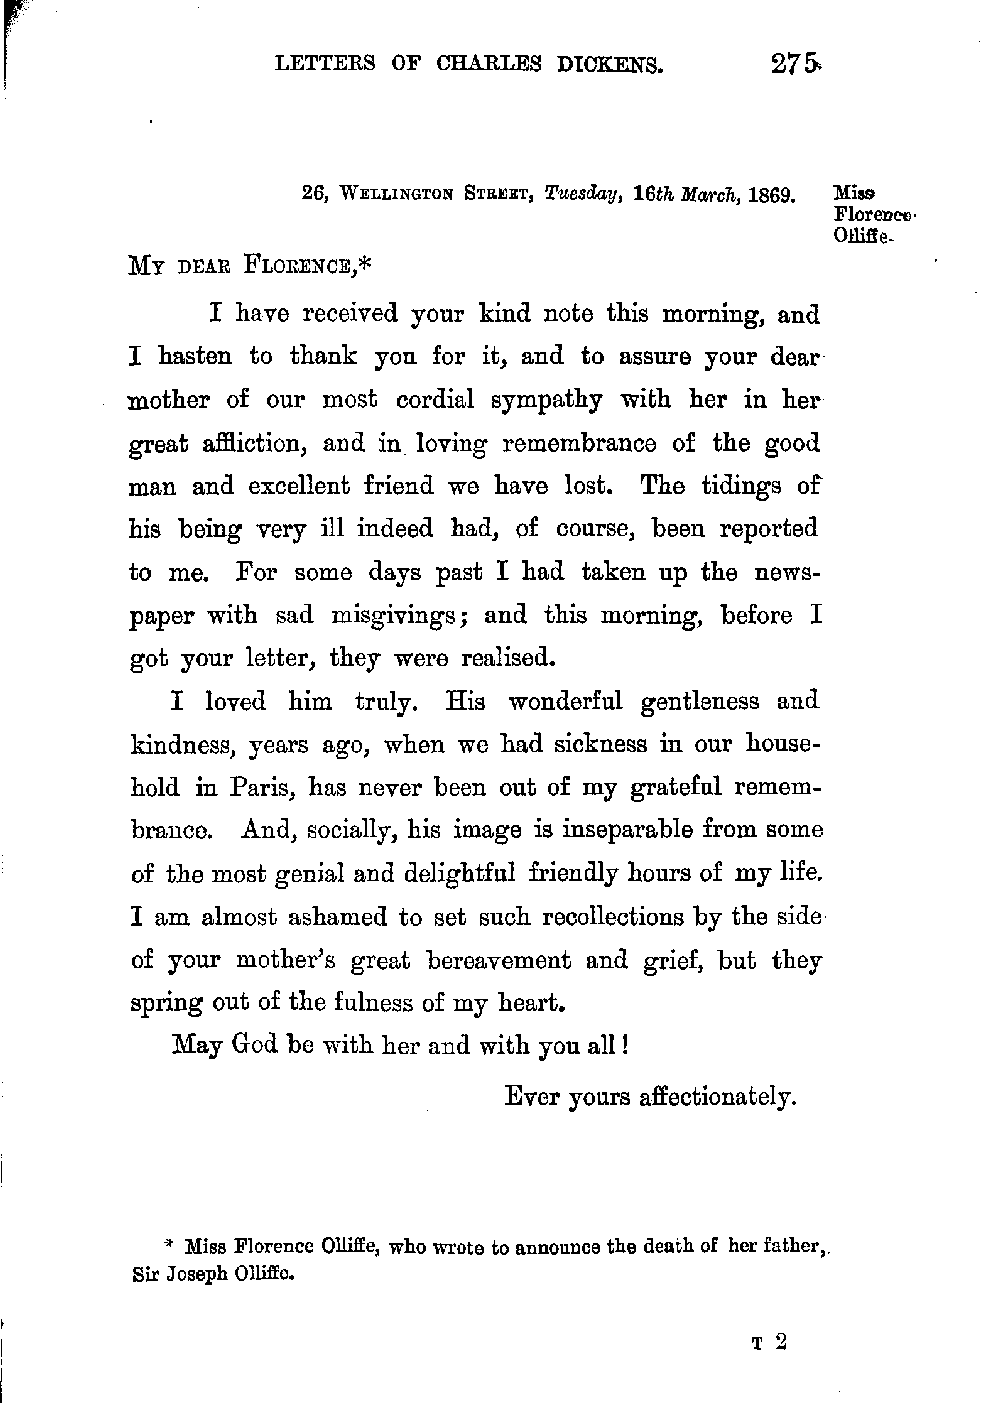 LETTERS OF CHARLES DICKENS. 275
26, WELLINGTON STREET, Tuesday, 16th March, 1869.
Miss
Florence
Olliffe.
MY DEAR FLORENCE,*
I have received your kind note this morning, and
I hasten to thank you for it, and to assure your dear
mother of our most cordial sympathy with her in her
great affliction, and in loving remembrance of the good
man and excellent friend we have lost. The tidings of
his being very ill indeed had, of course, been reported
to me. For some days past I had taken up the news-
paper with sad misgivings; and this morning, before I
got your letter, they were realised.
I loved him truly. His wonderful gentleness and
kindness, years ago, when we had sickness in our house-
hold in Paris, has never been out of my grateful remem-
brance. And, socially, his image is inseparable from some
of the most genial and delightful friendly hours of my life.
I am almost ashamed to set such recollections by the side
of your mother's great bereavement and grief, but they
spring out of the fulness of my heart.
May God be with her and with you all!
Ever yours affectionately.
* Miss Florence Olliffe, who wrote to announce the death of her father,
Sir Joseph Olliffe.
T 2